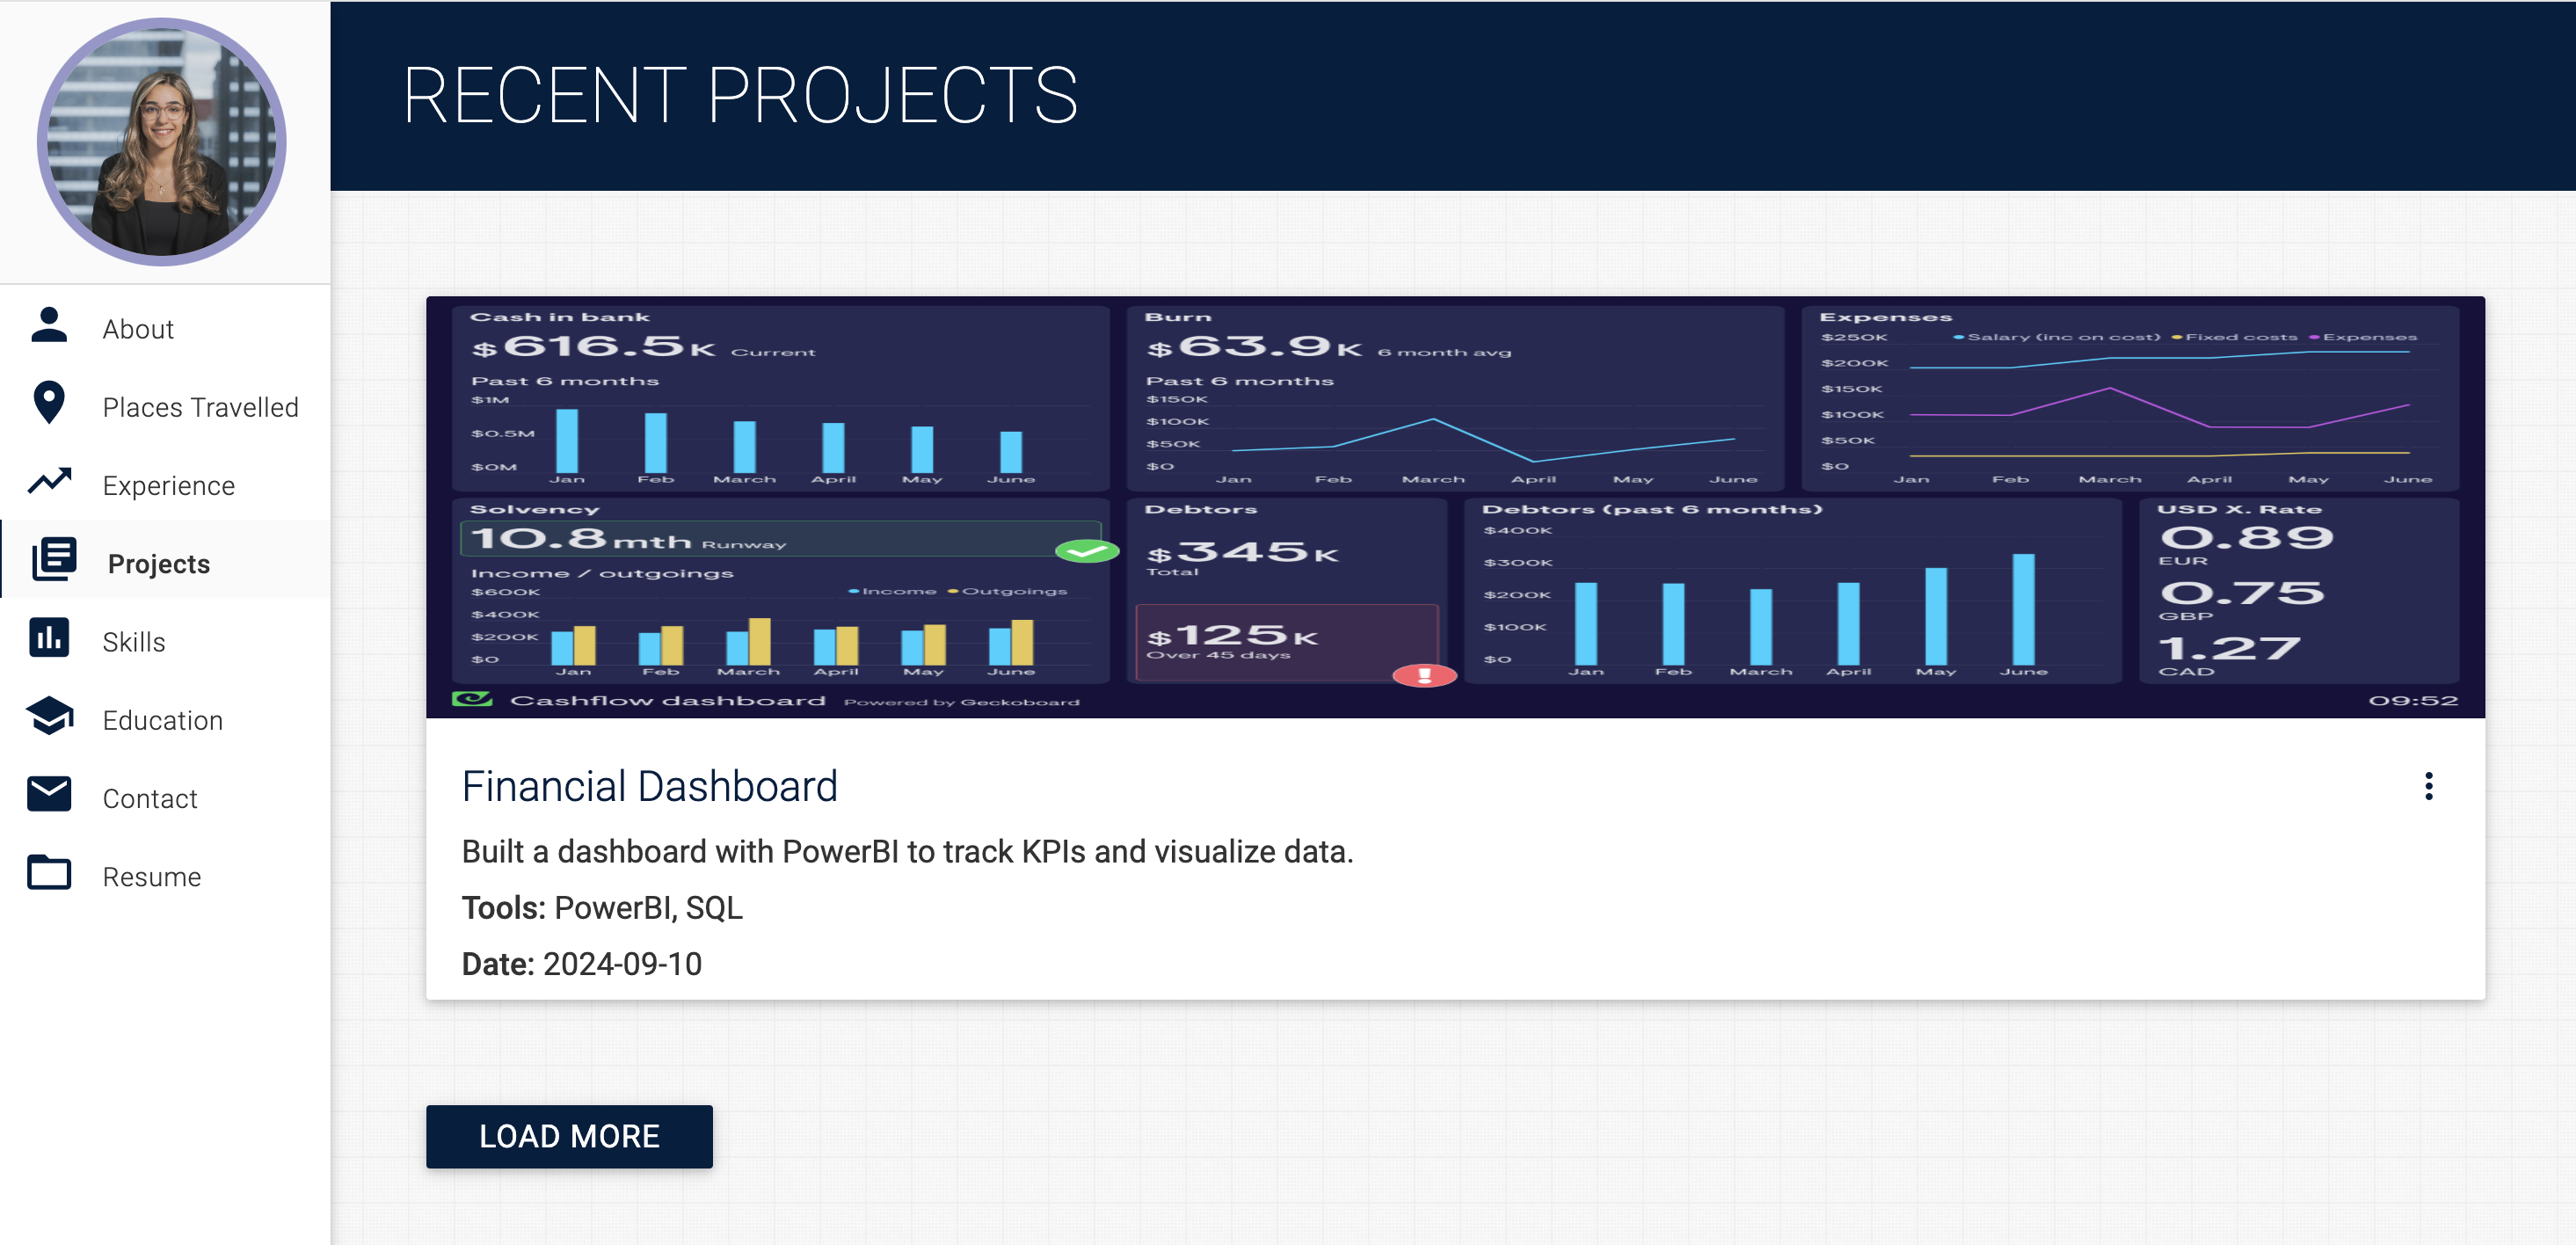 RECENT PROJECTS
About
Places Travelled
Experience
Projects
Skills
Education
Contact
Resume
Cash in bank
$616.5K Current
Past 6 months
$1M
$0.5M
$0M
Jan Feb March April May June
Burn
$63.9K 6 month avg
Past 6 months
$150K
$100K
$50K
$0
Jan Feb March April May June
Expenses
$250K Salary (inc on cost) Fixed costs Expenses
$200K
$150K
$100K
$50K
$0
Jan Feb March April May June
Solvency
10.8mth Runway
Income / outgoings
$600K Income Outgoings
$400K
$200K
$0
Jan Feb March April May June
Debtors
$345K
Total
$125K
Over 45 days
Debtors (past 6 months)
$400K
$300K
$200K
$100K
$0
Jan Feb March April May June
USD X. Rate
0.89
EUR
0.75
GBP
1.27
CAD
Cashflow dashboard Powered by Geckoboard 09:52
Financial Dashboard
Built a dashboard with PowerBI to track KPIs and visualize data.
Tools: PowerBI, SQL
Date: 2024-09-10
LOAD MORE